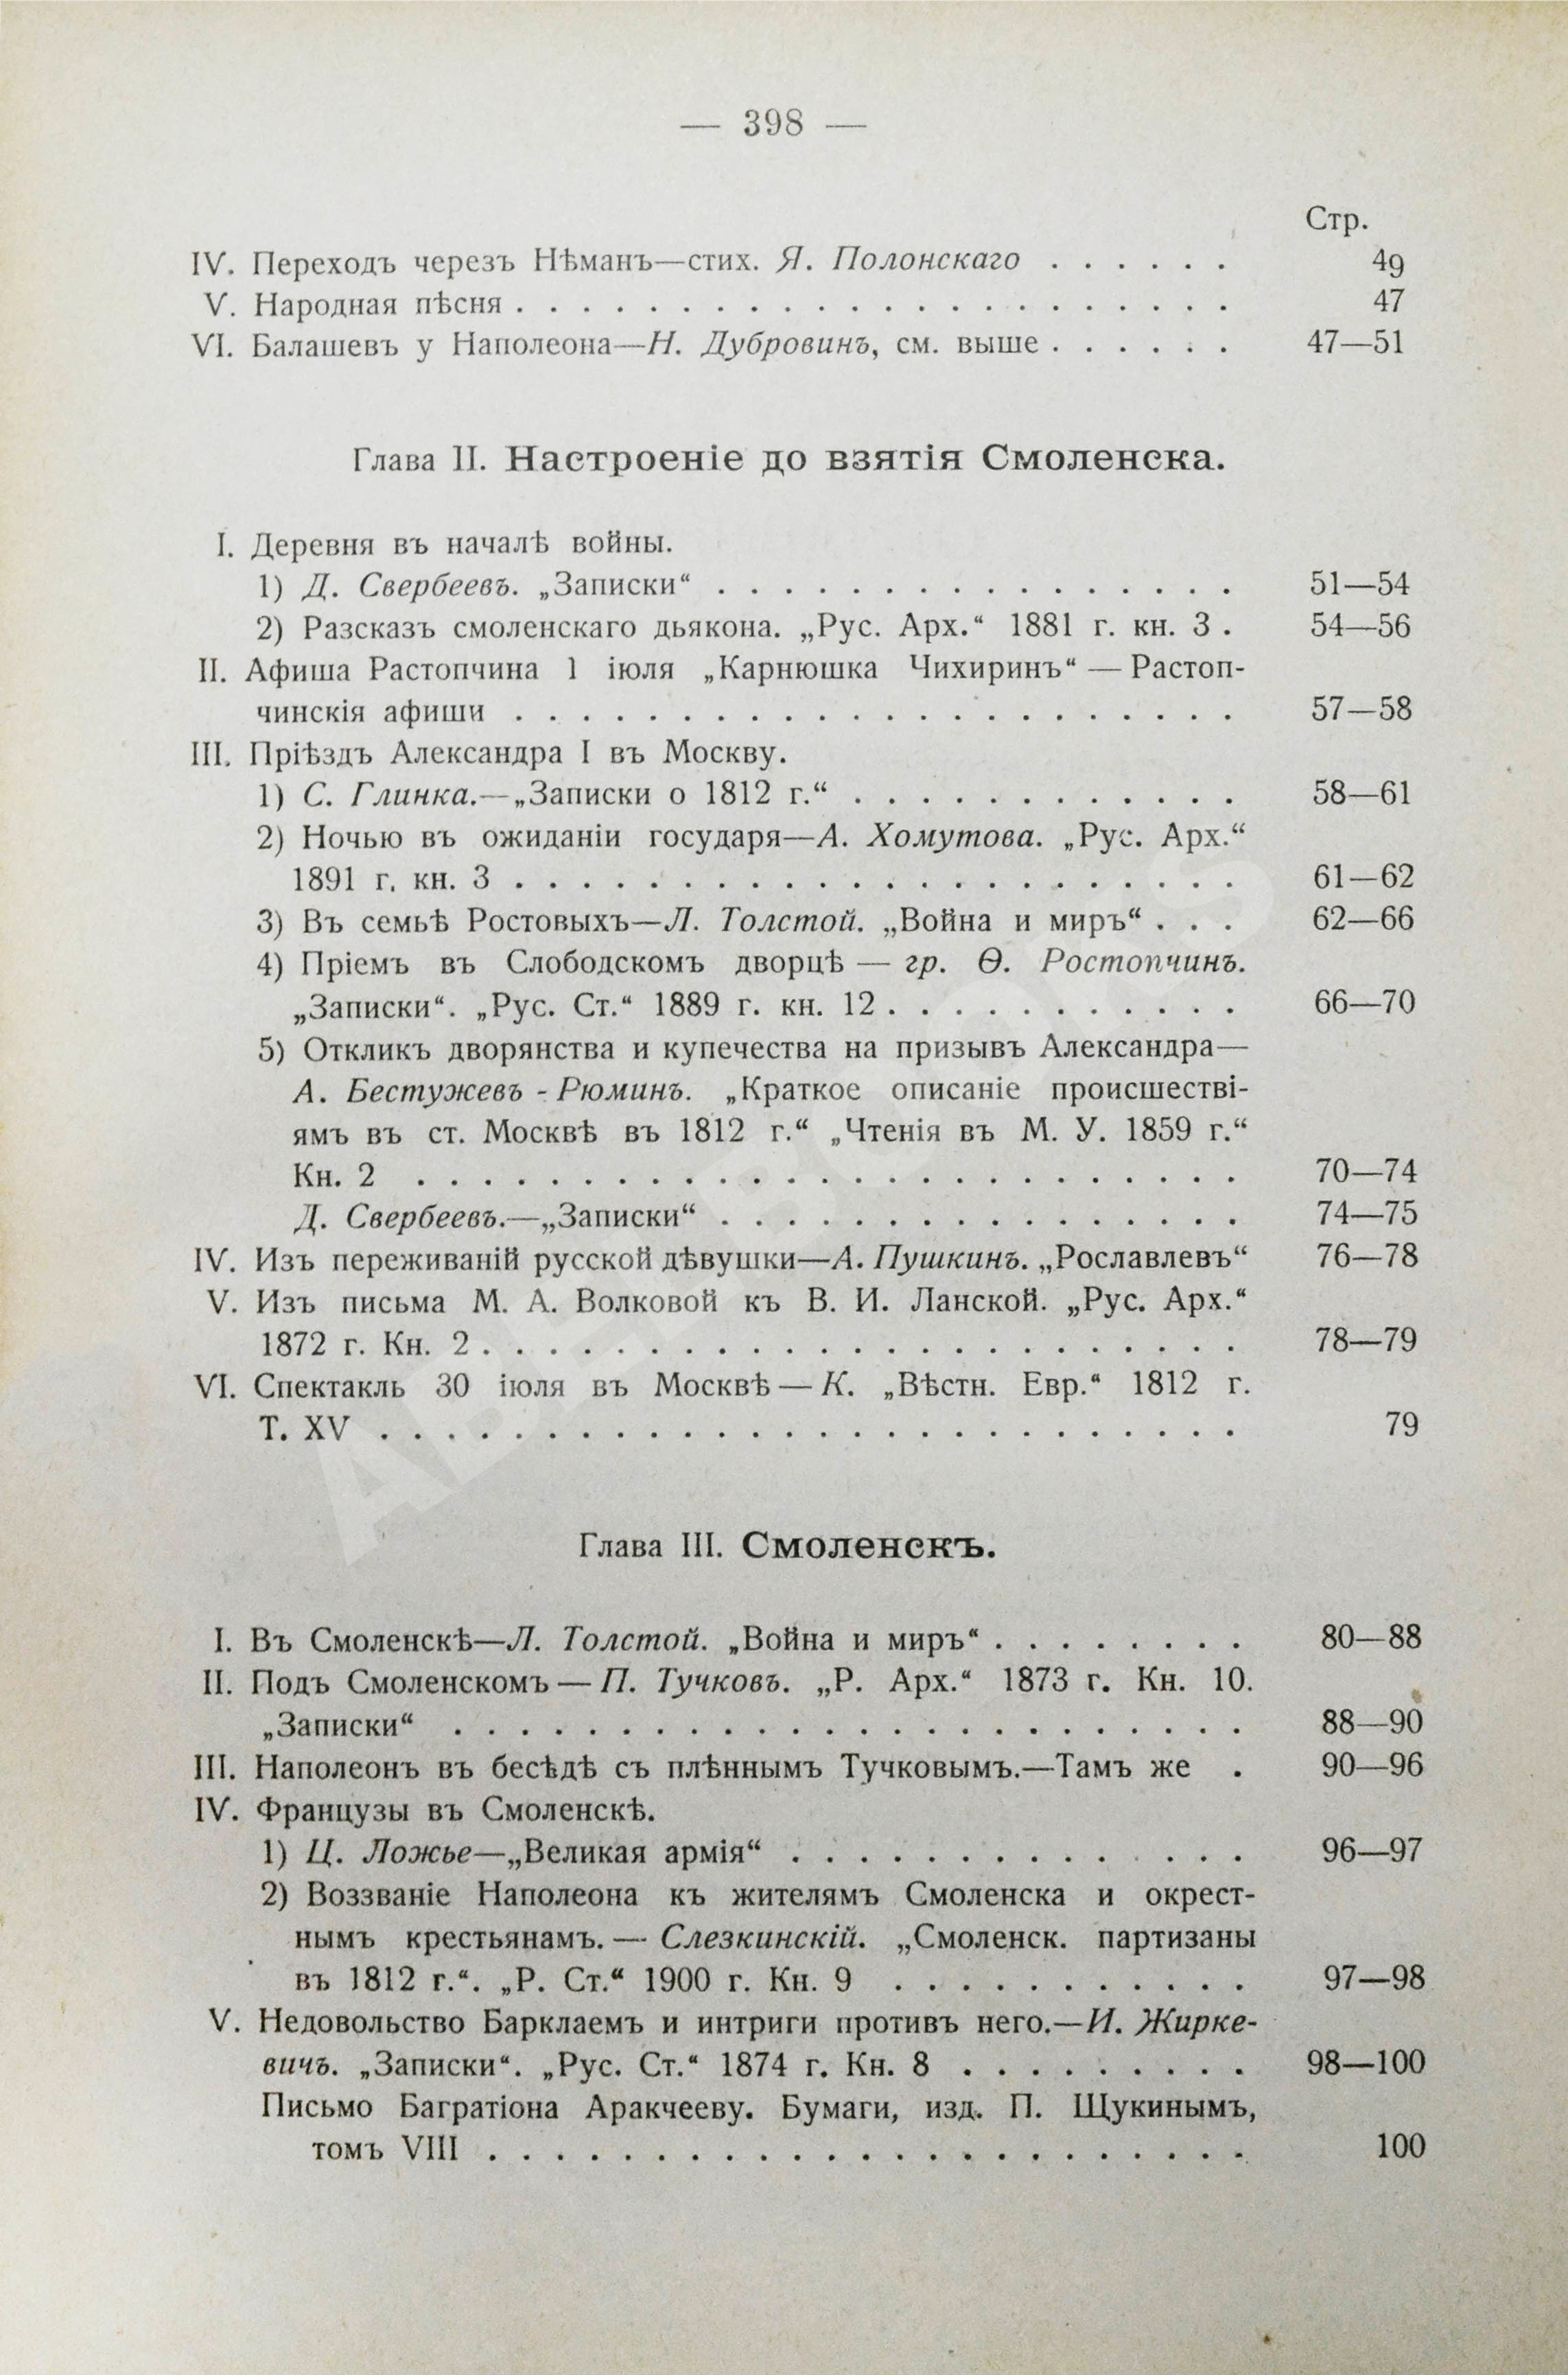 — 398 —
Стр.
IV. Переходъ черезъ Нѣманъ—стих. Я. Полонскаго . . . . . . 49
V. Народная пѣсня . . . . . . . . . . . . . . . . . . . . . . 47
VI. Балашевъ у Наполеона—Н. Дубровинъ, см. выше . . . . . . 47—51
Глава II. Настроеніе до взятія Смоленска.
I. Деревня въ началѣ войны.
1) Д. Свербеевъ. „Записки“ . . . . . . . . . . . . . . . . 51—54
2) Разсказъ смоленскаго дьякона. „Рус. Арх.“ 1881 г. кн. 3 . 54—56
II. Афиша Растопчина 1 іюля „Карнюшка Чихиринъ“ — Растоп-
чинскія афиши . . . . . . . . . . . . . . . . . . . . . . 57—58
III. Пріѣздъ Александра I въ Москву.
1) С. Глинка.—„Записки о 1812 г.“ . . . . . . . . . . . . 58—61
2) Ночью въ ожиданіи государя—А. Хомутова. „Рус. Арх.“
1891 г. кн. 3 . . . . . . . . . . . . . . . . . . . . . . 61—62
3) Въ семьѣ Ростовыхъ—Л. Толстой. „Война и миръ“ . . . 62—66
4) Пріемъ въ Слободскомъ дворцѣ — гр. Ѳ. Ростопчинъ.
„Записки“. „Рус. Ст.“ 1889 г. кн. 12 . . . . . . . . . . . 66—70
5) Откликъ дворянства и купечества на призывъ Александра—
А. Бестужевъ - Рюминъ. „Краткое описаніе происшестві-
ямъ въ ст. Москвѣ въ 1812 г.“ „Чтенія въ М. У. 1859 г.“
Кн. 2 . . . . . . . . . . . . . . . . . . . . . . . . . 70—74
Д. Свербеевъ.—„Записки“ . . . . . . . . . . . . . . . . 74—75
IV. Изъ переживаній русской дѣвушки—А. Пушкинъ. „Рославлевъ“ 76—78
V. Изъ письма М. А. Волковой къ В. И. Ланской. „Рус. Арх.“
1872 г. Кн. 2 . . . . . . . . . . . . . . . . . . . . . . . 78—79
VI. Спектакль 30 іюля въ Москвѣ — К. „Вѣстн. Евр.“ 1812 г.
Т. XV . . . . . . . . . . . . . . . . . . . . . . . . . . 79
Глава III. Смоленскъ.
I. Въ Смоленскѣ—Л. Толстой. „Война и миръ“ . . . . . . . . 80—88
II. Подъ Смоленскомъ — П. Тучковъ. „Р. Арх.“ 1873 г. Кн. 10.
„Записки“ . . . . . . . . . . . . . . . . . . . . . . . . 88—90
III. Наполеонъ въ бесѣдѣ съ плѣннымъ Тучковымъ.—Тамъ же . 90—96
IV. Французы въ Смоленскѣ.
1) Ц. Ложье—„Великая армія“ . . . . . . . . . . . . . . 96—97
2) Воззваніе Наполеона къ жителямъ Смоленска и окрест-
нымъ крестьянамъ. — Слезкинскій. „Смоленск. партизаны
въ 1812 г.“. „Р. Ст.“ 1900 г. Кн. 9 . . . . . . . . . . . 97—98
V. Недовольство Барклаемъ и интриги противъ него.—И. Жирке-
вичъ. „Записки“. „Рус. Ст.“ 1874 г. Кн. 8 . . . . . . . . . 98—100
Письмо Багратіона Аракчееву. Бумаги, изд. П. Щукинымъ,
томъ VIII . . . . . . . . . . . . . . . . . . . . . . . 100